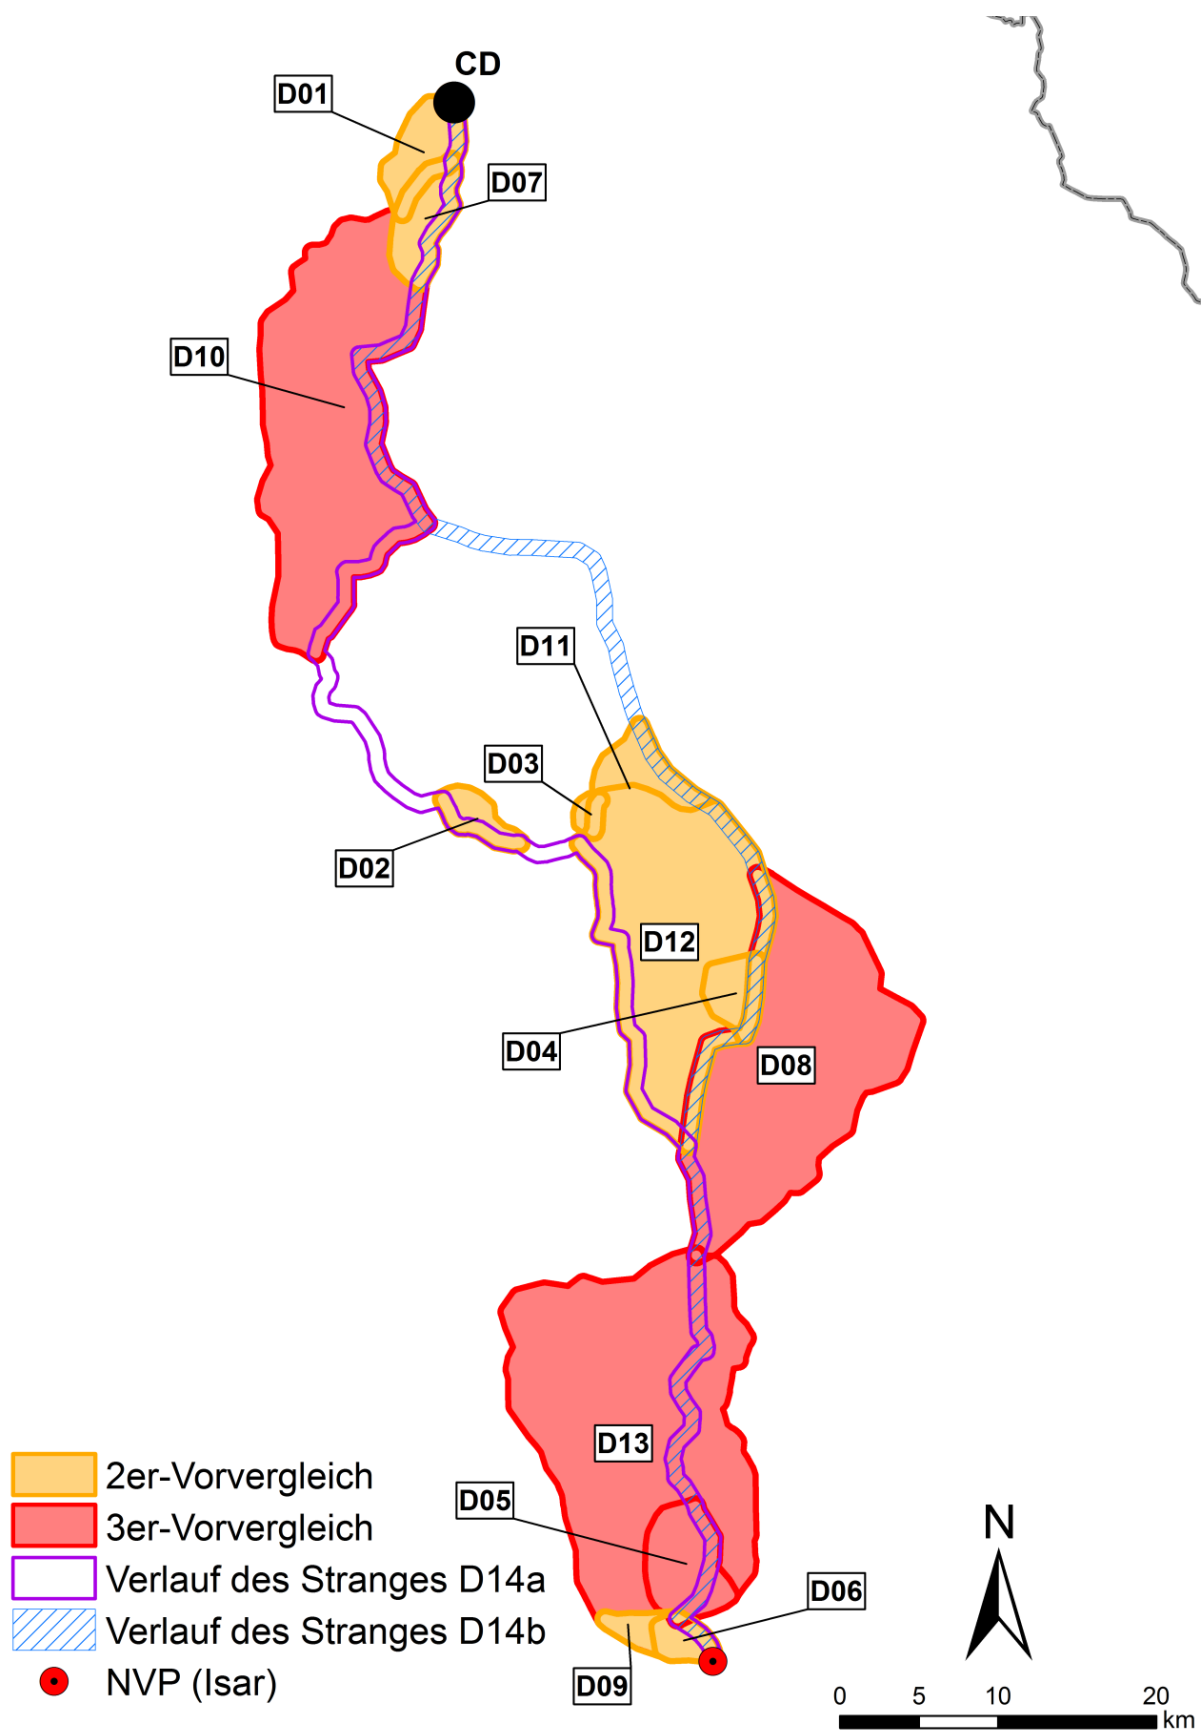 CD
D01
D07
D10
D11
D03
D02
D12
D04
D08
D13
D05
D06
D09
2er-Vorvergleich
3er-Vorvergleich
Verlauf des Stranges D14a
Verlauf des Stranges D14b
NVP (Isar)
N
0 5 10 20
km